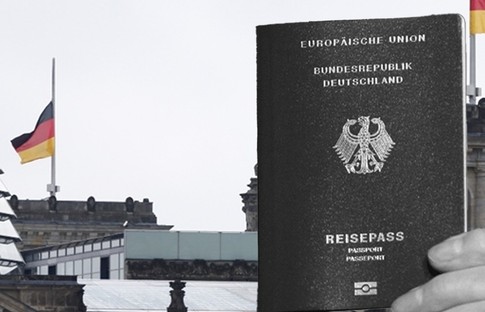 EUROPÄISCHE UNION
BUNDESREPUBLIK
DEUTSCHLAND
REISEPASS
PASSPORT
PASSEPORT